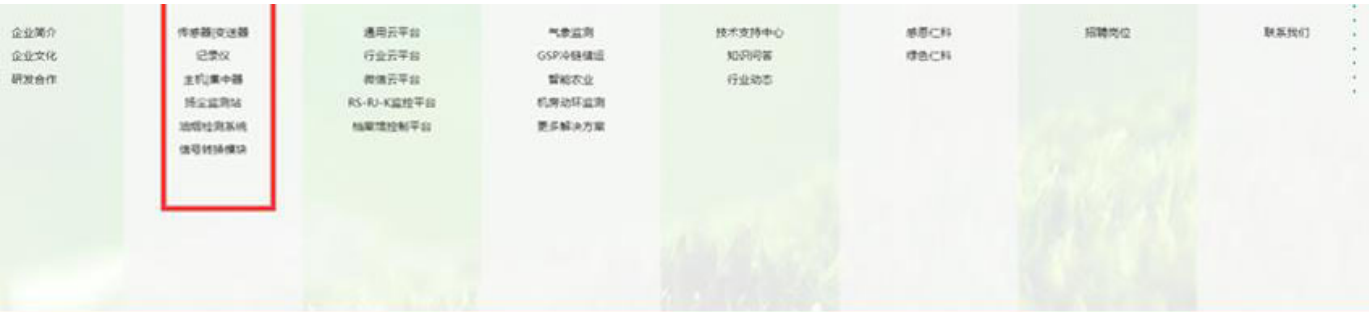 企业简介
企业文化
研发合作
传感器|变送器
记录仪
主机|集中器
扬尘监测站
油烟检测系统
信号转换模块
通用云平台
行业云平台
微信云平台
RS-RJ-K监控平台
档案馆控制平台
气象监测
GSP冷链储运
智能农业
机房动环监测
更多解决方案
技术支持中心
知识问答
行业动态
感恩仁科
绿色仁科
招聘岗位
联系我们